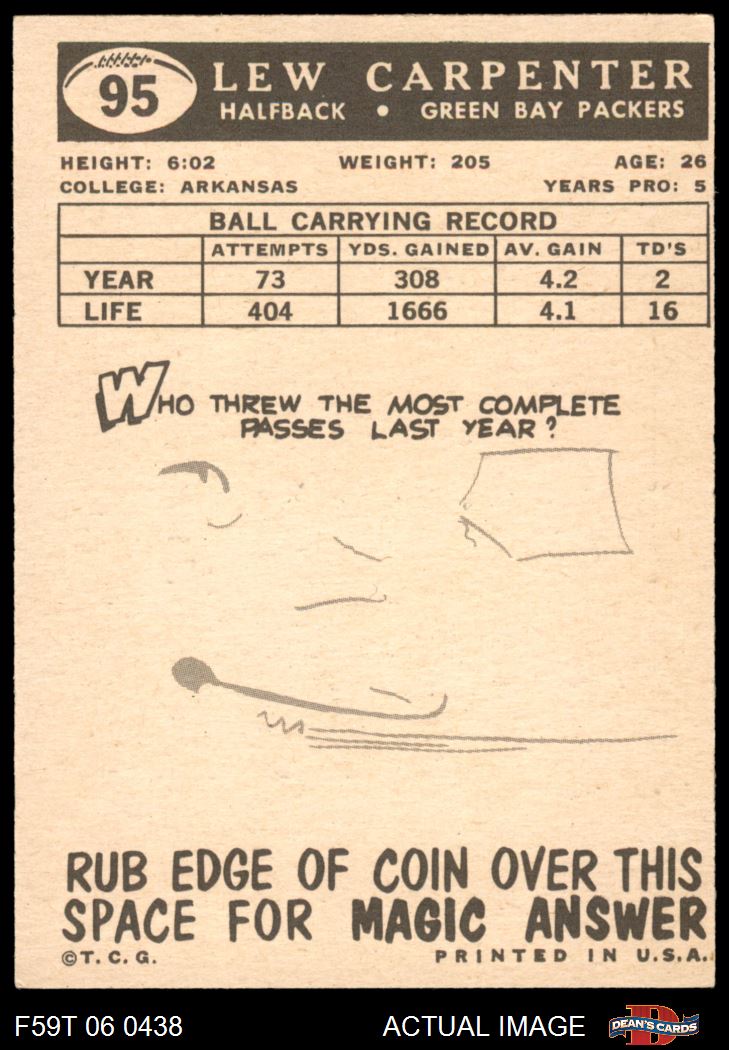 95
LEW CARPENTER
HALFBACK • GREEN BAY PACKERS
HEIGHT: 6:02 WEIGHT: 205 AGE: 26
COLLEGE: ARKANSAS YEARS PRO: 5
BALL CARRYING RECORD
ATTEMPTS YDS. GAINED AV. GAIN TD'S
YEAR 73 308 4.2 2
LIFE 404 1666 4.1 16
WHO THREW THE MOST COMPLETE
PASSES LAST YEAR?
RUB EDGE OF COIN OVER THIS
SPACE FOR MAGIC ANSWER
©T. C. G. PRINTED IN U.S.A.
F59T 06 0438 ACTUAL IMAGE DEAN'S CARDS